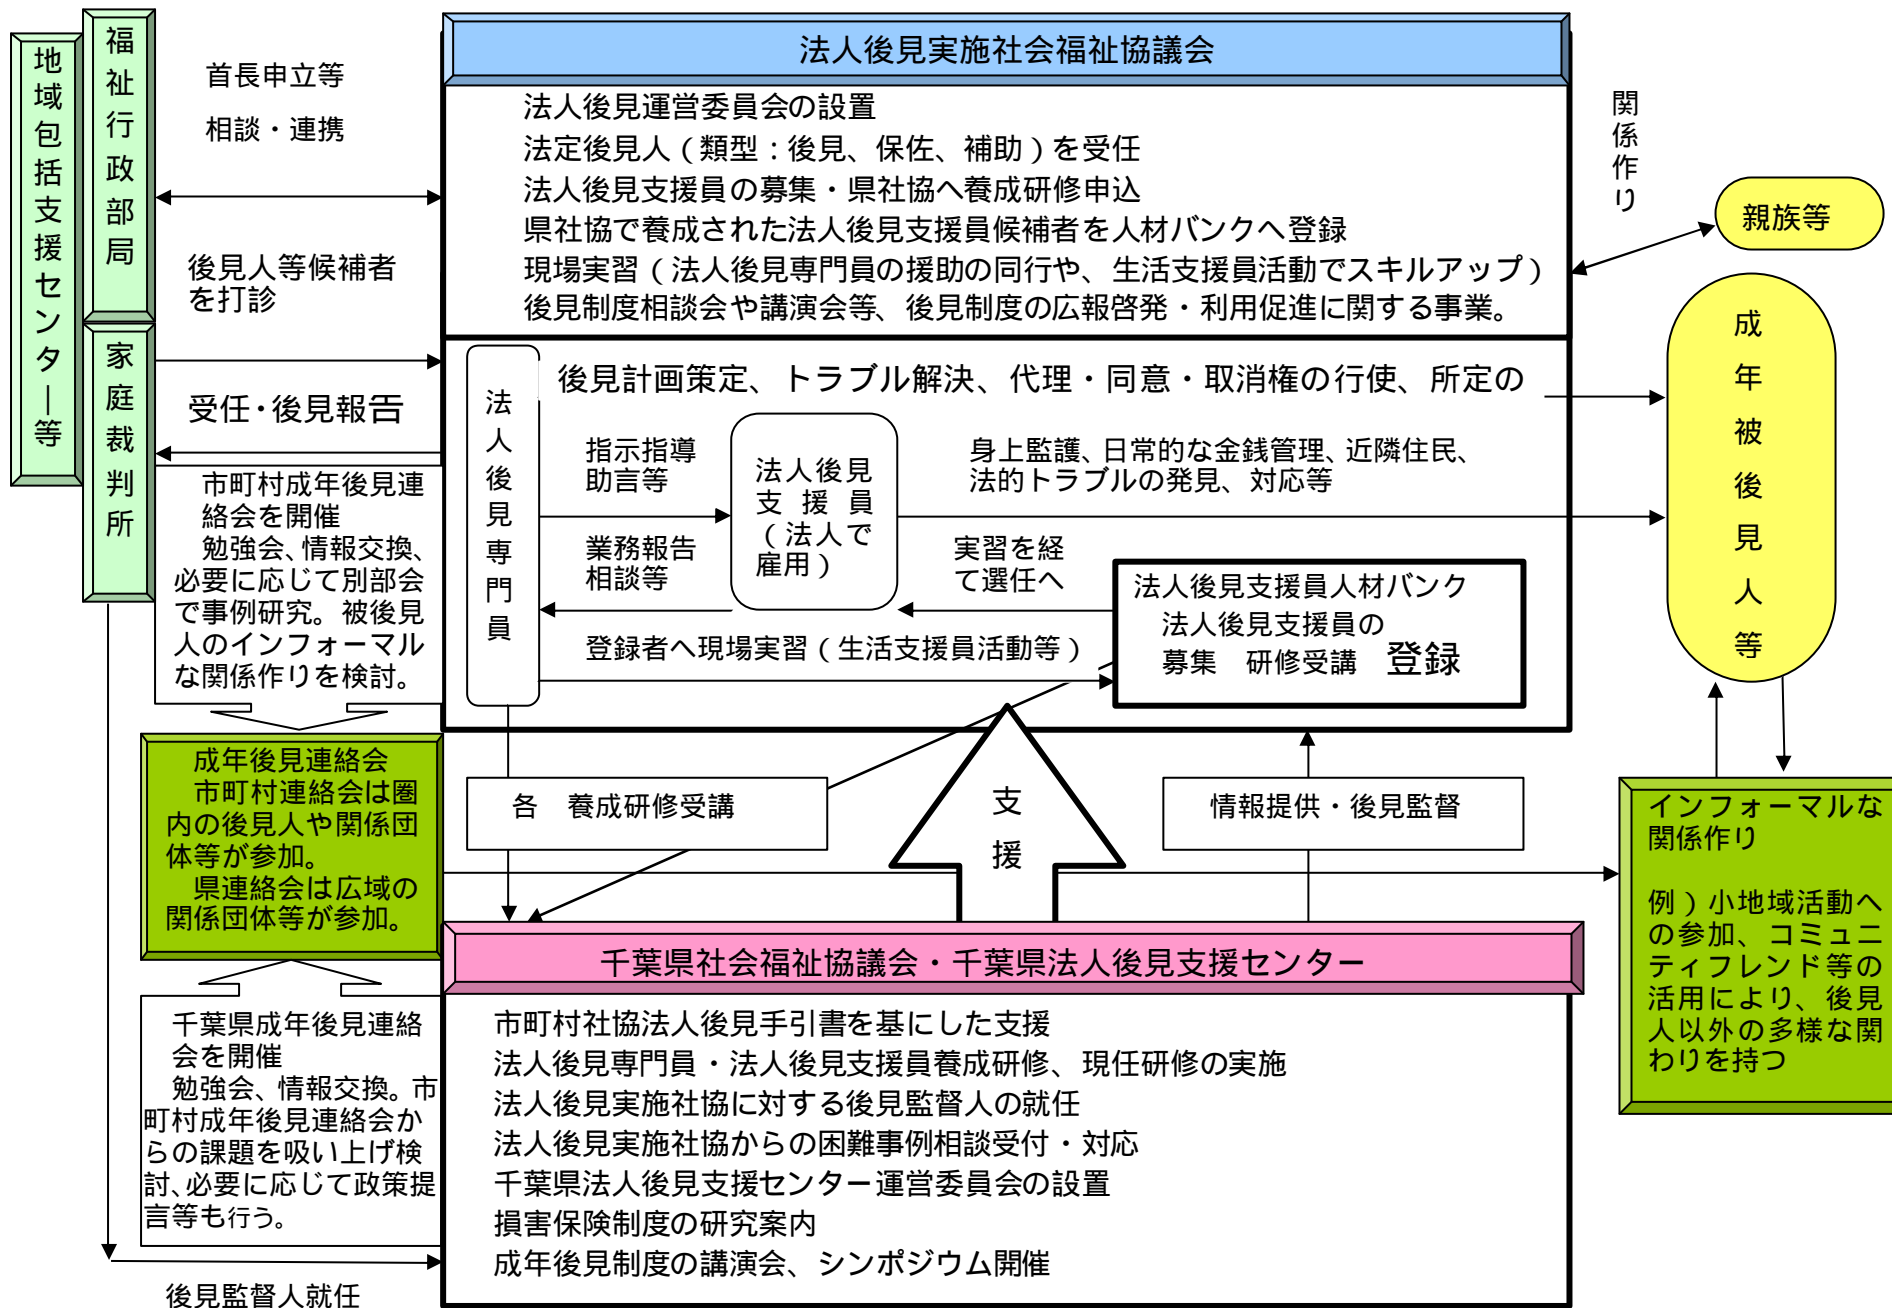 地域包括支援センター等
福祉行政部局
家庭裁判所
首長申立等
相談・連携
後見人等候補者
を打診
受任・後見報告
法人後見実施社会福祉協議会
法人後見運営委員会の設置
法定後見人（類型：後見、保佐、補助）を受任
法人後見支援員の募集・県社協へ養成研修申込
県社協で養成された法人後見支援員候補者を人材バンクへ登録
現場実習（法人後見専門員の援助の同行や、生活支援員活動でスキルアップ）
後見制度相談会や講演会等、後見制度の広報啓発・利用促進に関する事業。
関係作り
親族等
成年被後見人等
法人後見専門員
後見計画策定、トラブル解決、代理・同意・取消権の行使、所定の
指示指導
助言等
法人後見
支援員
（法人で
雇用）
身上監護、日常的な金銭管理、近隣住民、
法的トラブルの発見、対応等
業務報告
相談等
実習を経
て選任へ
登録者へ現場実習（生活支援員活動等）
法人後見支援員人材バンク
法人後見支援員の
募集　研修受講　登録
市町村成年後見連
絡会を開催
勉強会、情報交換、
必要に応じて別部会
で事例研究。被後見
人のインフォーマル
な関係作りを検討。
成年後見連絡会
市町村連絡会は圏
内の後見人や関係団
体等が参加。
県連絡会は広域の
関係団体等が参加。
各　養成研修受講
支援
情報提供・後見監督
インフォーマルな
関係作り
例）小地域活動へ
の参加、コミュニ
ティフレンド等の
活用により、後見
人以外の多様な関
わりを持つ
千葉県成年後見連絡
会を開催
勉強会、情報交換。市
町村成年後見連絡会か
らの課題を吸い上げ検
討、必要に応じて政策提
言等も行う。
後見監督人就任
千葉県社会福祉協議会・千葉県法人後見支援センター
市町村社協法人後見手引書を基にした支援
法人後見専門員・法人後見支援員養成研修、現任研修の実施
法人後見実施社協に対する後見監督人の就任
法人後見実施社協からの困難事例相談受付・対応
千葉県法人後見支援センター運営委員会の設置
損害保険制度の研究案内
成年後見制度の講演会、シンポジウム開催